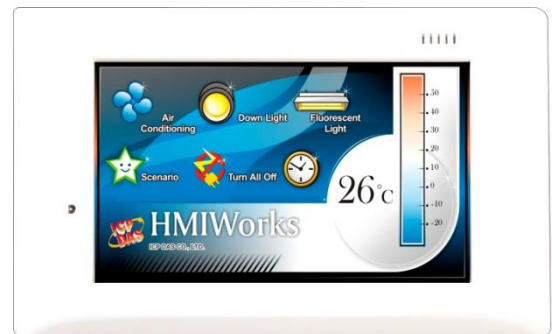 Air
Conditioning
Down Light
Fluorescent
Light
Scenario
Turn All Off
26°c
50
40
30
20
10
0
-10
-20
ICP
DAS
HMIWorks
ICP DAS CO., LTD.